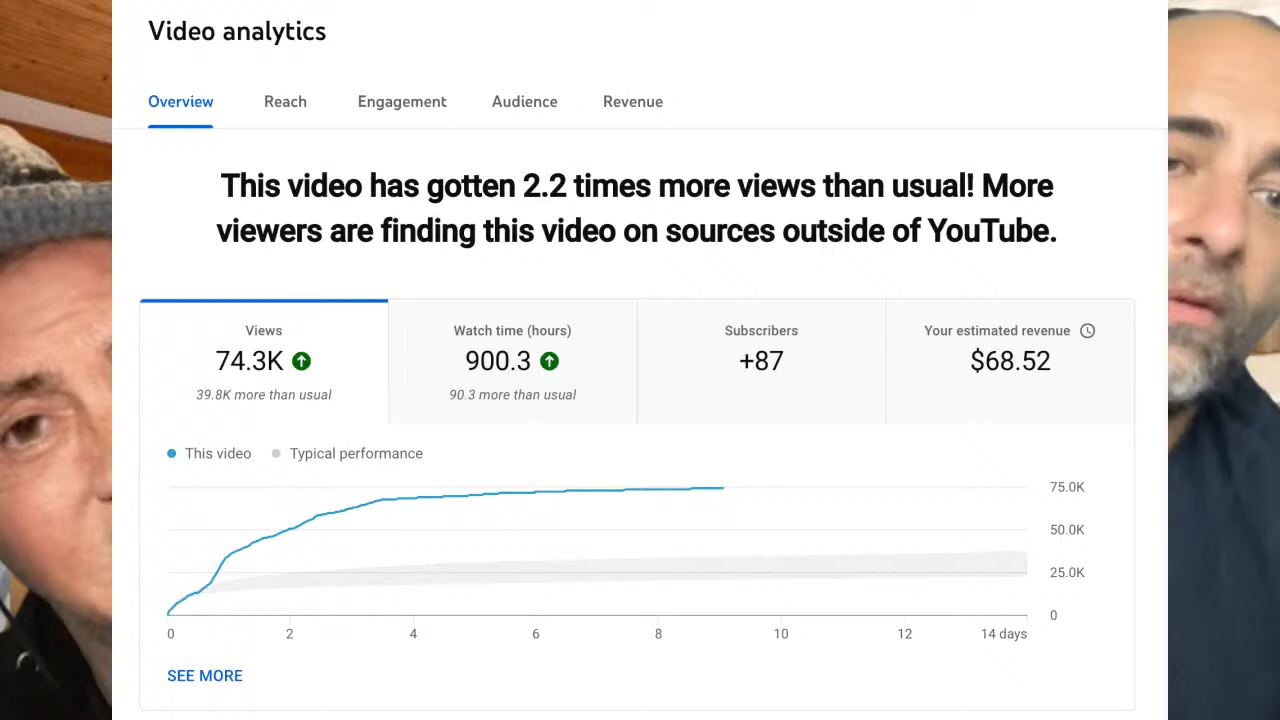 Video analytics
Overview Reach Engagement Audience Revenue
This video has gotten 2.2 times more views than usual! More
viewers are finding this video on sources outside of YouTube.
Views Watch time (hours) Subscribers Your estimated revenue
74.3K 900.3 +87 $68.52
39.8K more than usual 90.3 more than usual
This video Typical performance
75.0K
50.0K
25.0K
0
0 2 4 6 8 10 12 14 days
SEE MORE